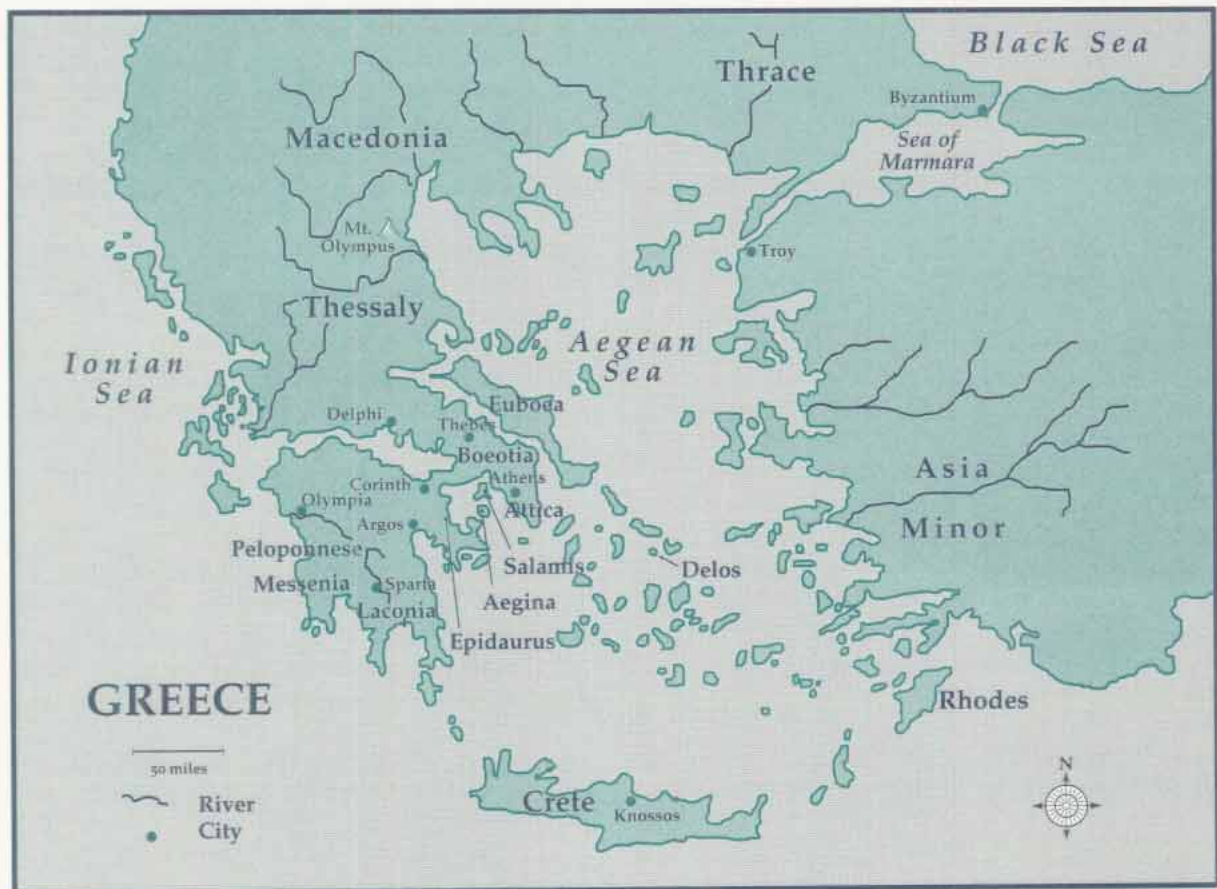 Black Sea
Thrace
Byzantium
Macedonia
Sea of
Marmara
Mt.
Olympus
Troy
Thessaly
Aegean
Sea
Ionian
Sea
Euboea
Delphi
Thebes
Boeotia
Asia
Minor
Corinth
Athens
Olympia
Attica
Argos
Peloponnese
Salamis
Delos
Messenia
Sparta
Aegina
Laconia
Epidaurus
GREECE
Rhodes
50 miles
N
River
City
Crete
Knossos